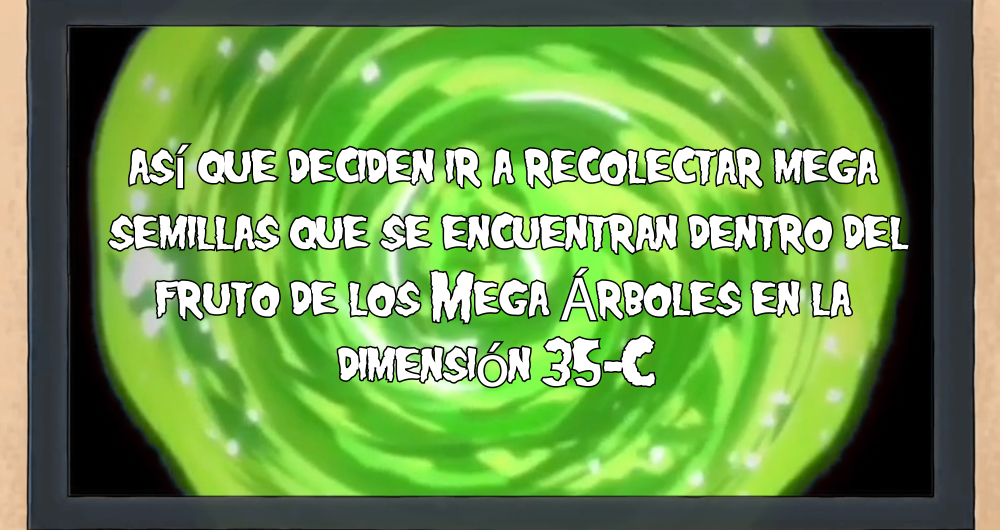 así que deciden ir a recolectar mega
semillas que se encuentran dentro del
fruto de los Mega Árboles en la
dimensión 35-C